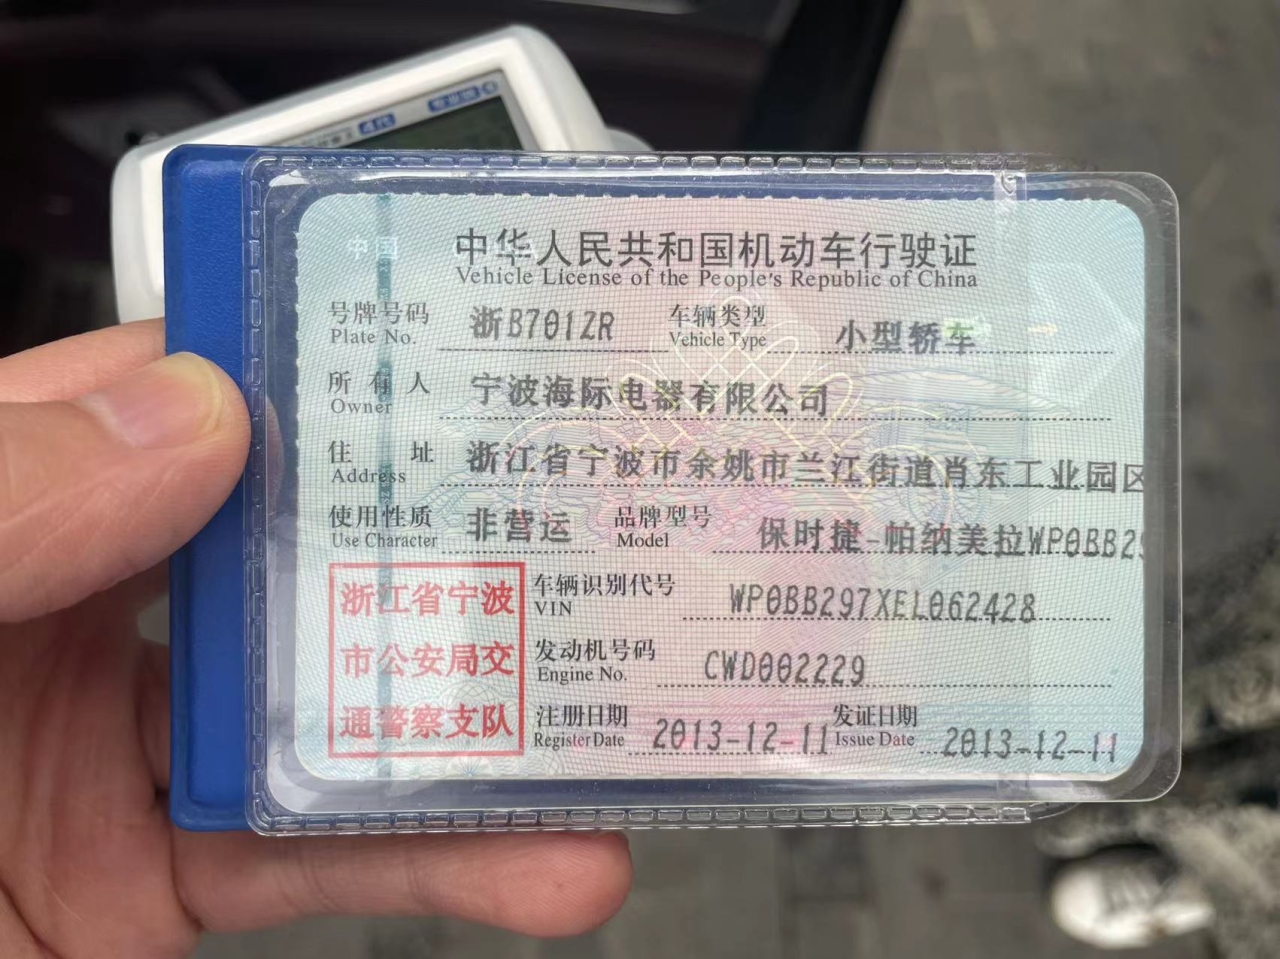 中国
中华人民共和国机动车行驶证
Vehicle License of the People's Republic of China
号牌号码 浙B701ZR 车辆类型 小型轿车
Plate No. Vehicle Type
所有人 宁波海际电器有限公司
Owner
住址 浙江省宁波市余姚市兰江街道肖东工业园区
Address
使用性质 非营运 品牌型号 保时捷-帕纳美拉WP0BB29
Use Character Model
浙江省宁波
市公安局交
通警察支队
车辆识别代号 WP0BB297XEL062428
VIN
发动机号码 CWD002229
Engine No.
注册日期 2013-12-11 发证日期 2013-12-11
Register Date Issue Date